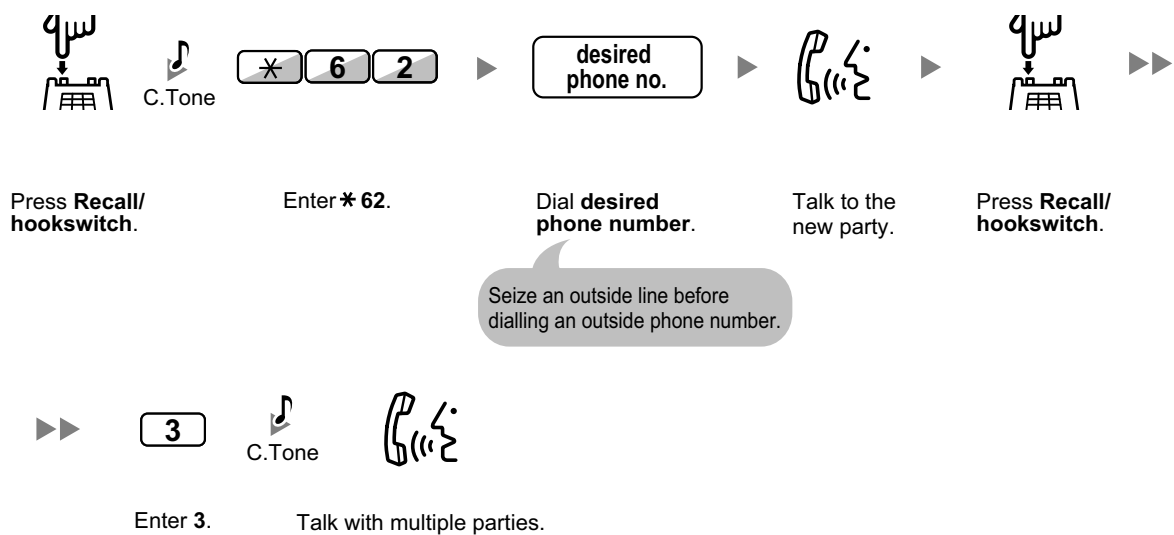 C.Tone
* 6 2
desired
phone no.
Press Recall/
hookswitch.
Enter * 62.
Dial desired
phone number.
Talk to the
new party.
Press Recall/
hookswitch.
Seize an outside line before
dialling an outside phone number.
3
C.Tone
Enter 3.
Talk with multiple parties.